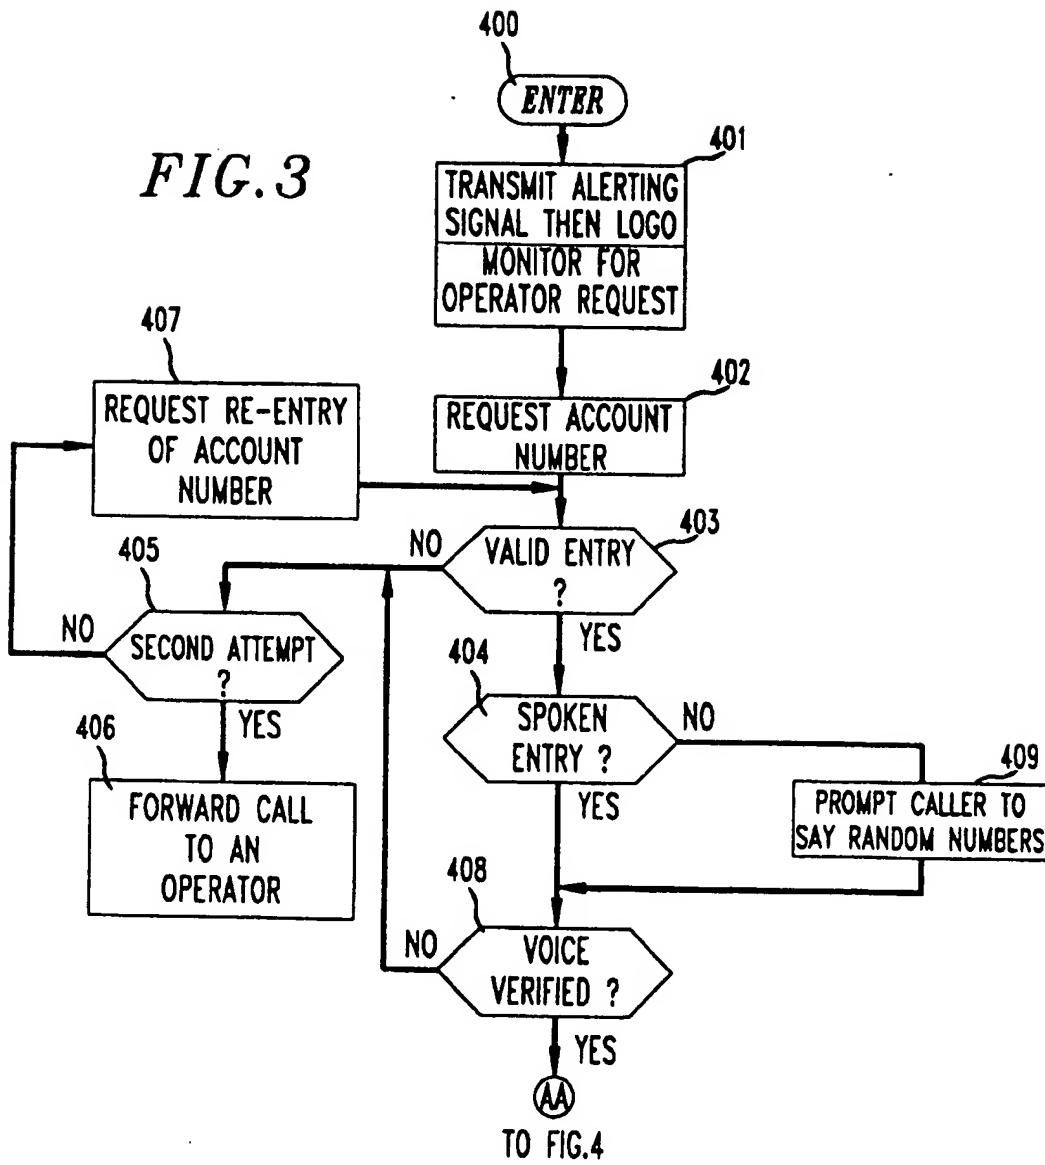 400
ENTER
FIG.3
401
TRANSMIT ALERTING
SIGNAL THEN LOGO
MONITOR FOR
OPERATOR REQUEST
407
REQUEST RE-ENTRY
OF ACCOUNT
NUMBER
402
REQUEST ACCOUNT
NUMBER
403
VALID ENTRY
?
NO
YES
405
SECOND ATTEMPT
?
NO
YES
406
FORWARD CALL
TO AN
OPERATOR
404
SPOKEN
ENTRY ?
NO
YES
409
PROMPT CALLER TO
SAY RANDOM NUMBERS
408
VOICE
VERIFIED ?
NO
YES
AA
TO FIG.4